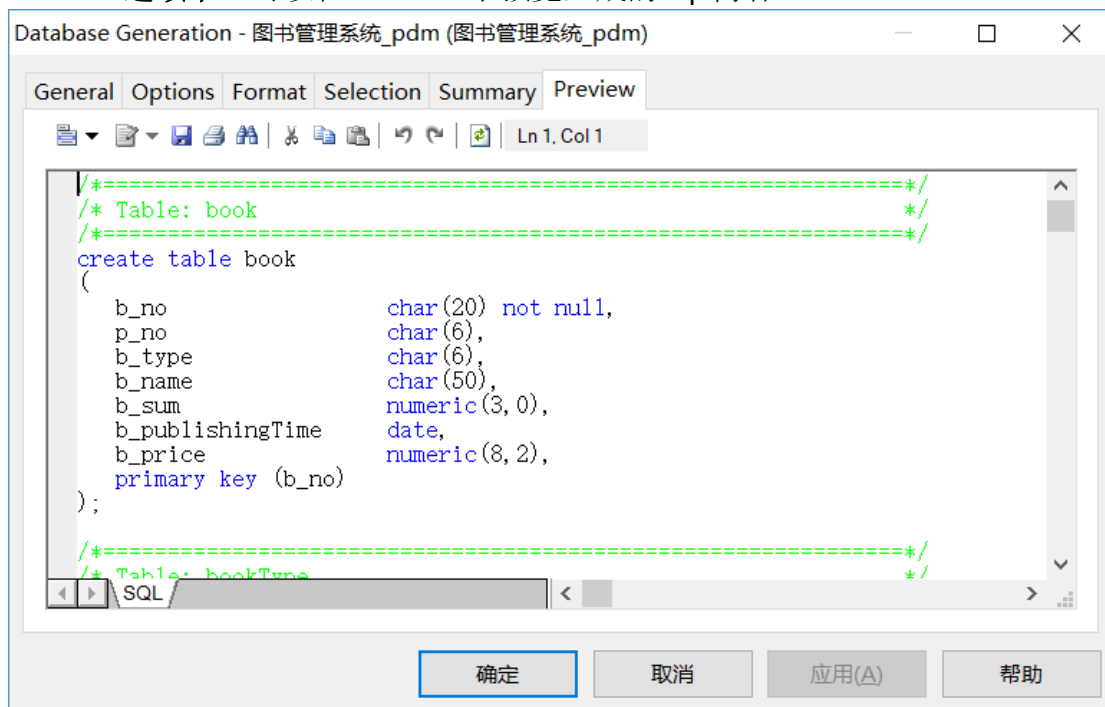 Database Generation - 图书管理系统_pdm (图书管理系统_pdm)
General Options Format Selection Summary Preview
Ln 1, Col 1
/*==============================================================*/
/* Table: book */
/*==============================================================*/
create table book
(
b_no char(20) not null,
p_no char(6),
b_type char(6),
b_name char(50),
b_sum numeric(3,0),
b_publishingTime date,
b_price numeric(8,2),
primary key (b_no)
);
/*==============================================================*/
/* Table: bookType */
SQL
确定 取消 应用(A) 帮助